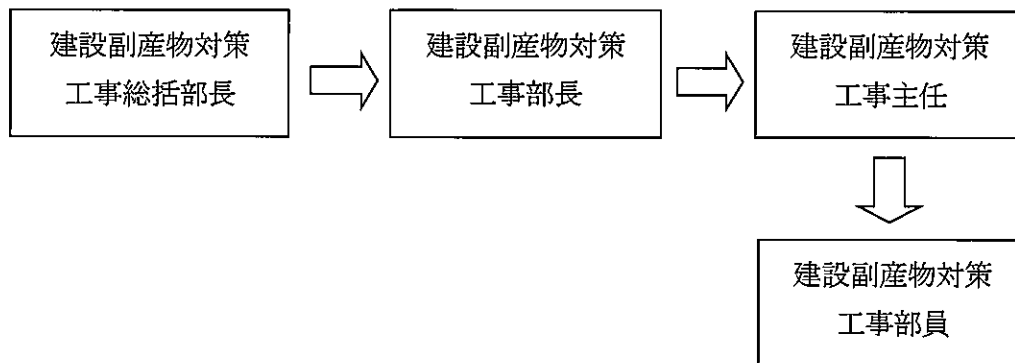 建設副産物対策
工事総括部長
建設副産物対策
工事部長
建設副産物対策
工事主任
建設副産物対策
工事部員